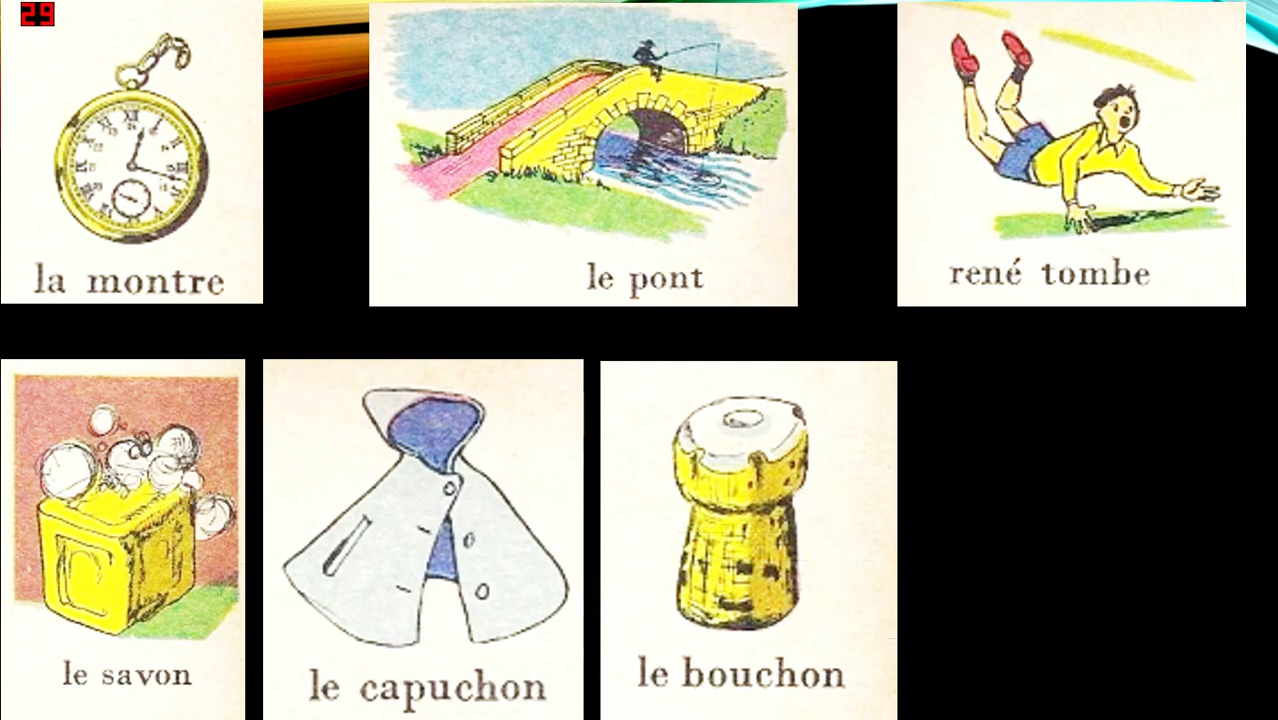 29
la montre
le pont
rené tombe
le savon
le capuchon
le bouchon